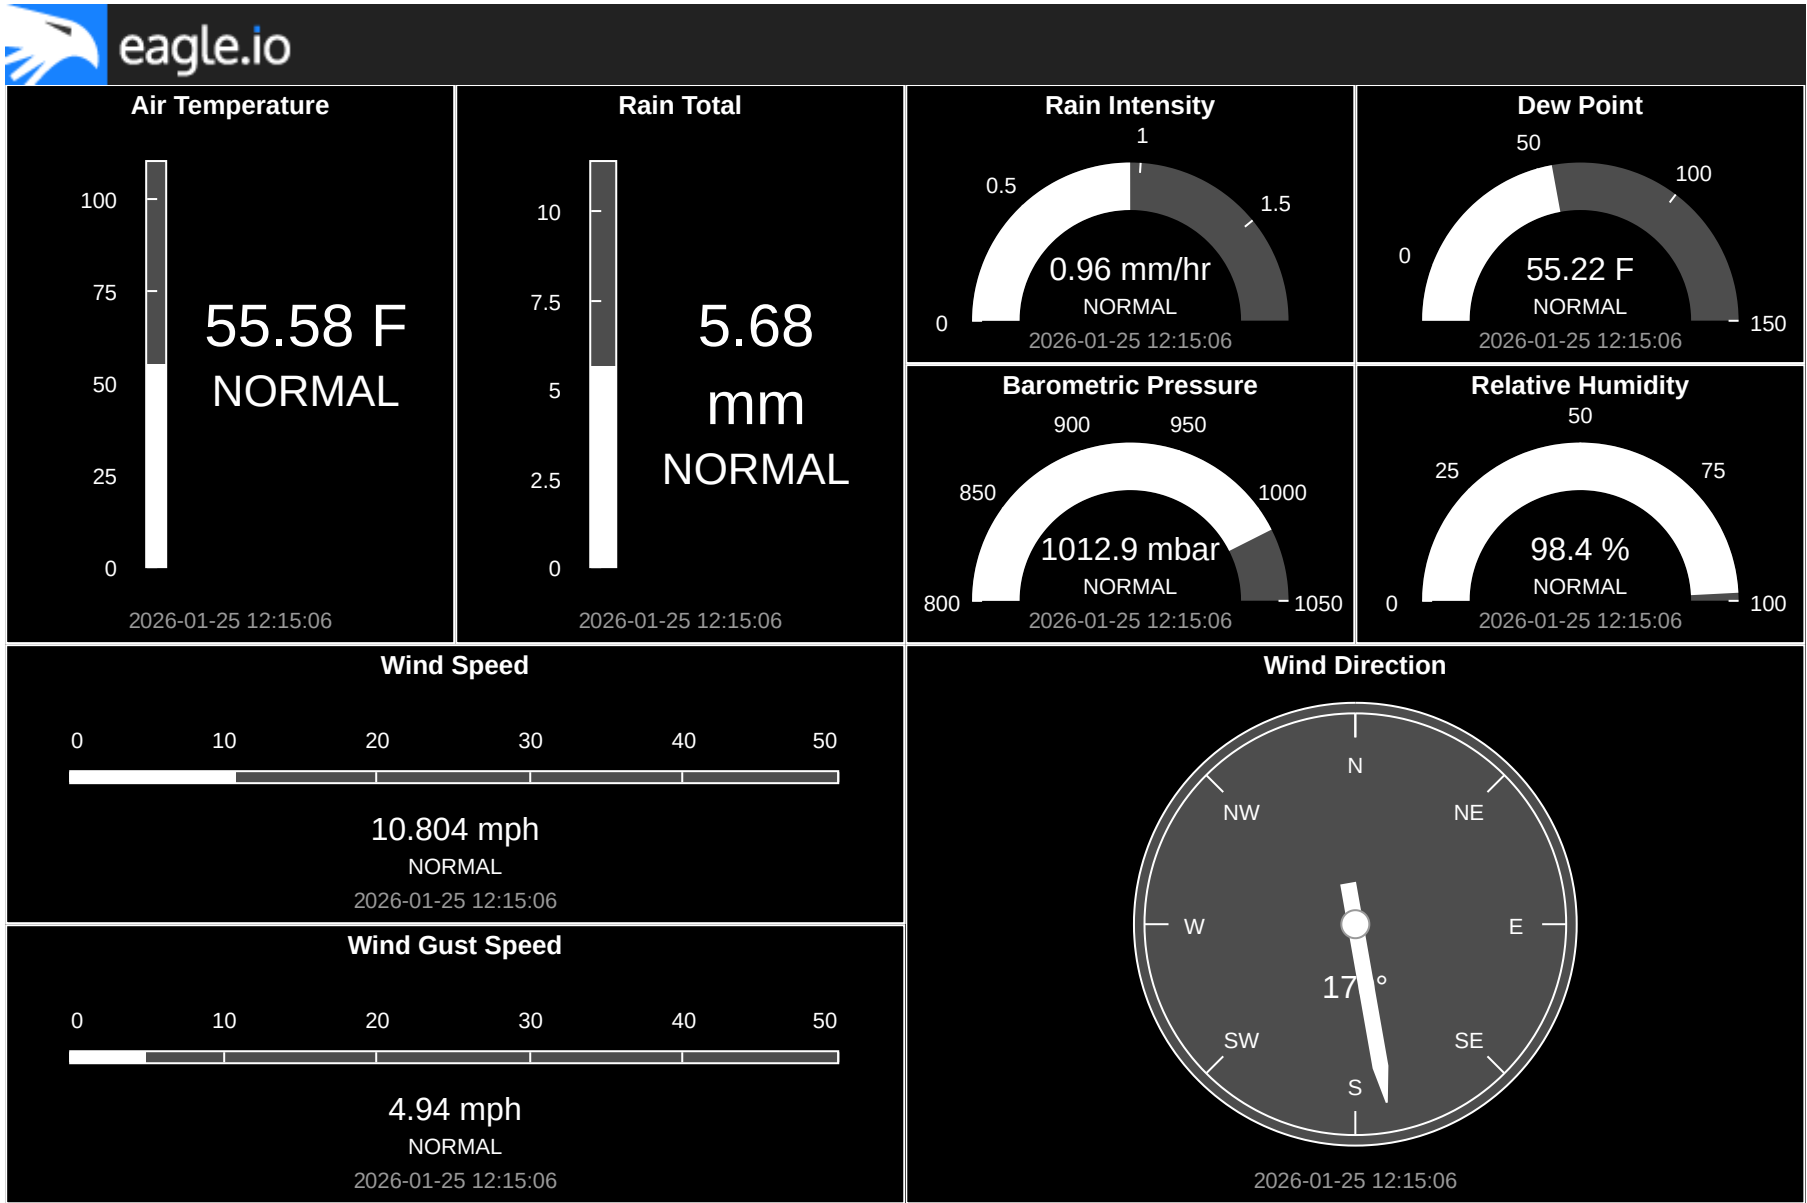 eagle.io
Air Temperature
100
75
50
25
0
55.58 F
NORMAL
2026-01-25 12:15:06
Rain Total
10
7.5
5
2.5
0
5.68
mm
NORMAL
2026-01-25 12:15:06
Rain Intensity
0
0.5
1
1.5
0.96 mm/hr
NORMAL
2026-01-25 12:15:06
Dew Point
0
50
100
150
55.22 F
NORMAL
2026-01-25 12:15:06
Barometric Pressure
800
850
900
950
1000
1050
1012.9 mbar
NORMAL
2026-01-25 12:15:06
Relative Humidity
0
25
50
75
100
98.4 %
NORMAL
2026-01-25 12:15:06
Wind Speed
0 10 20 30 40 50
10.804 mph
NORMAL
2026-01-25 12:15:06
Wind Gust Speed
0 10 20 30 40 50
4.94 mph
NORMAL
2026-01-25 12:15:06
Wind Direction
N
NW NE
W E
SW SE
S
2026-01-25 12:15:06